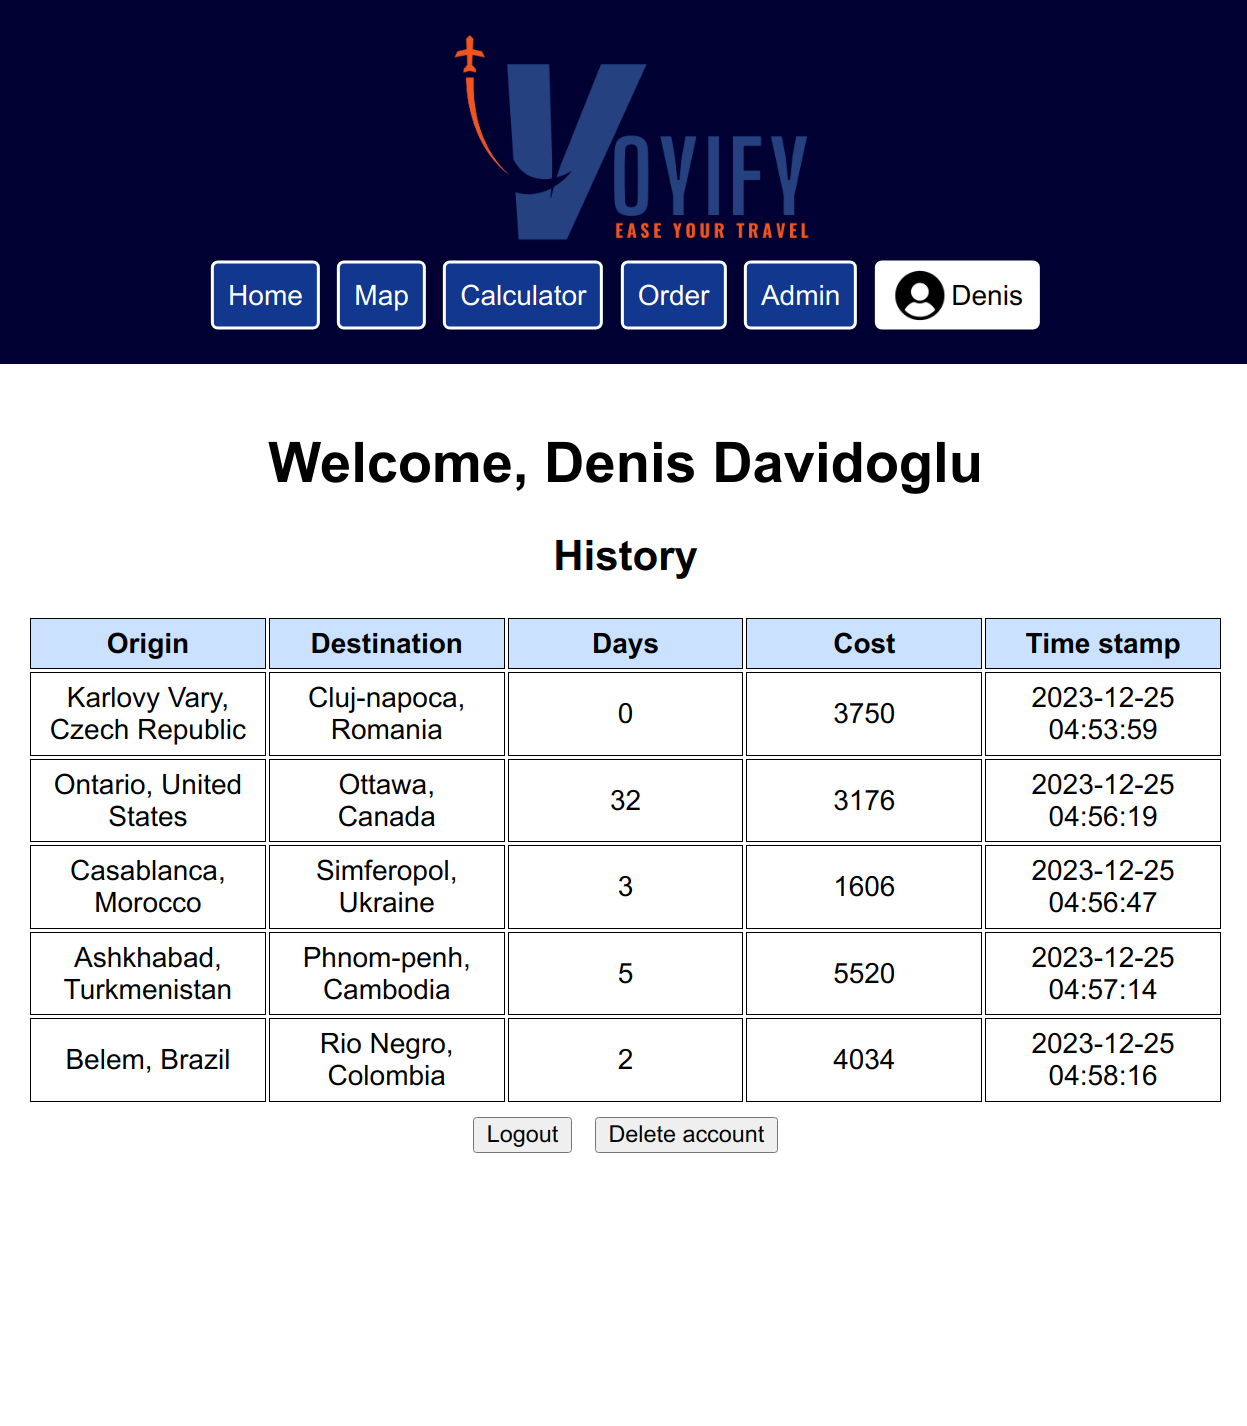 VOYIFY
EASE YOUR TRAVEL
Home Map Calculator Order Admin Denis
Welcome, Denis Davidoglu
History
Origin Destination Days Cost Time stamp
Karlovy Vary, Czech Republic Cluj-napoca, Romania 0 3750 2023-12-25 04:53:59
Ontario, United States Ottawa, Canada 32 3176 2023-12-25 04:56:19
Casablanca, Morocco Simferopol, Ukraine 3 1606 2023-12-25 04:56:47
Ashkhabad, Turkmenistan Phnom-penh, Cambodia 5 5520 2023-12-25 04:57:14
Belem, Brazil Rio Negro, Colombia 2 4034 2023-12-25 04:58:16
Logout Delete account